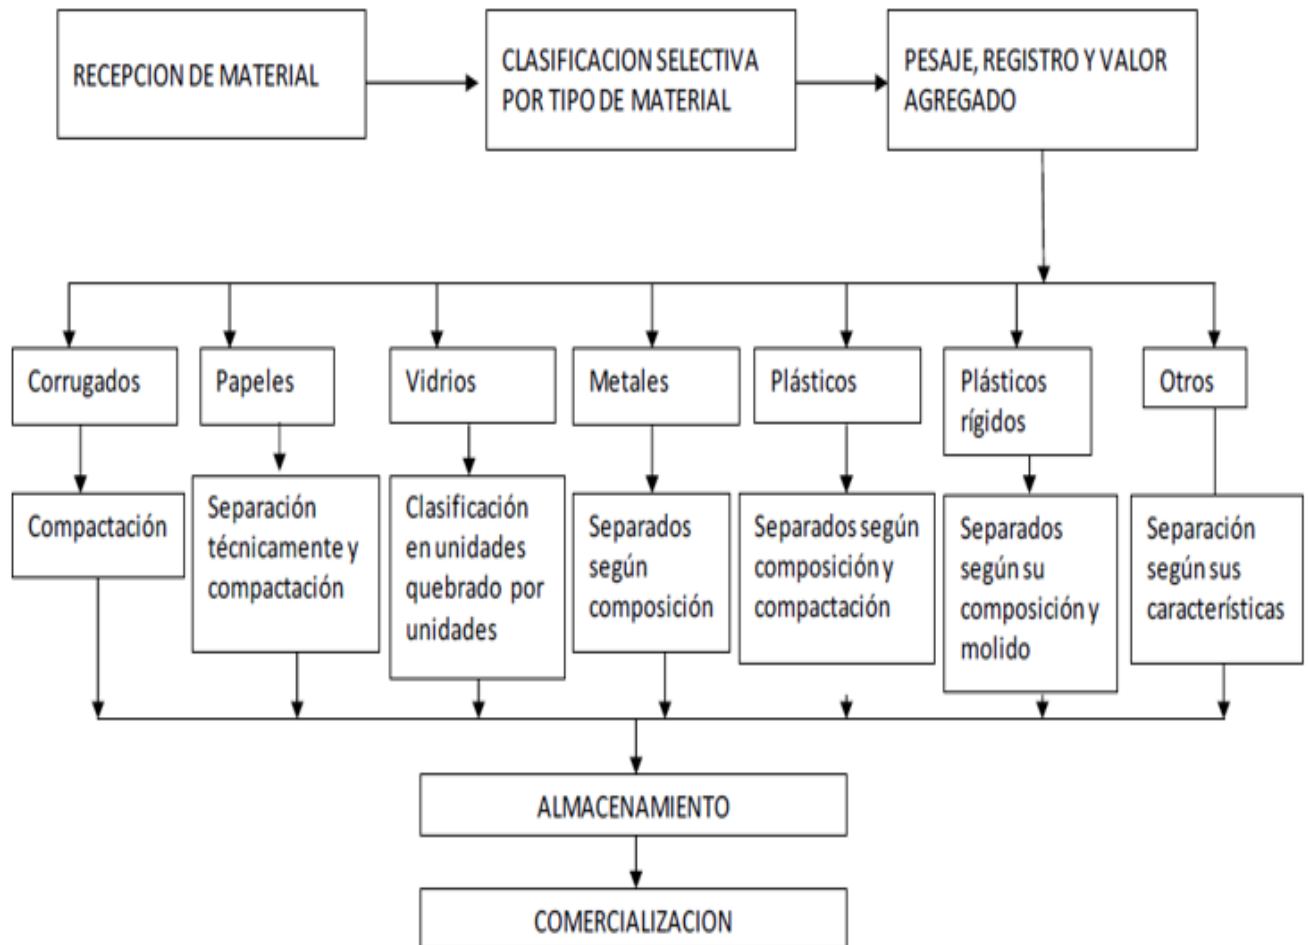 RECEPCION DE MATERIAL
CLASIFICACION SELECTIVA
POR TIPO DE MATERIAL
PESAJE, REGISTRO Y VALOR
AGREGADO
Corrugados
Papeles
Vidrios
Metales
Plásticos
Plásticos
rígidos
Otros
Compactación
Separación
técnicamente y
compactación
Clasificación
en unidades
quebrado por
unidades
Separados
según
composición
Separados según
composición y
compactación
Separados
según su
composición y
molido
Separación
según sus
características
ALMACENAMIENTO
COMERCIALIZACION